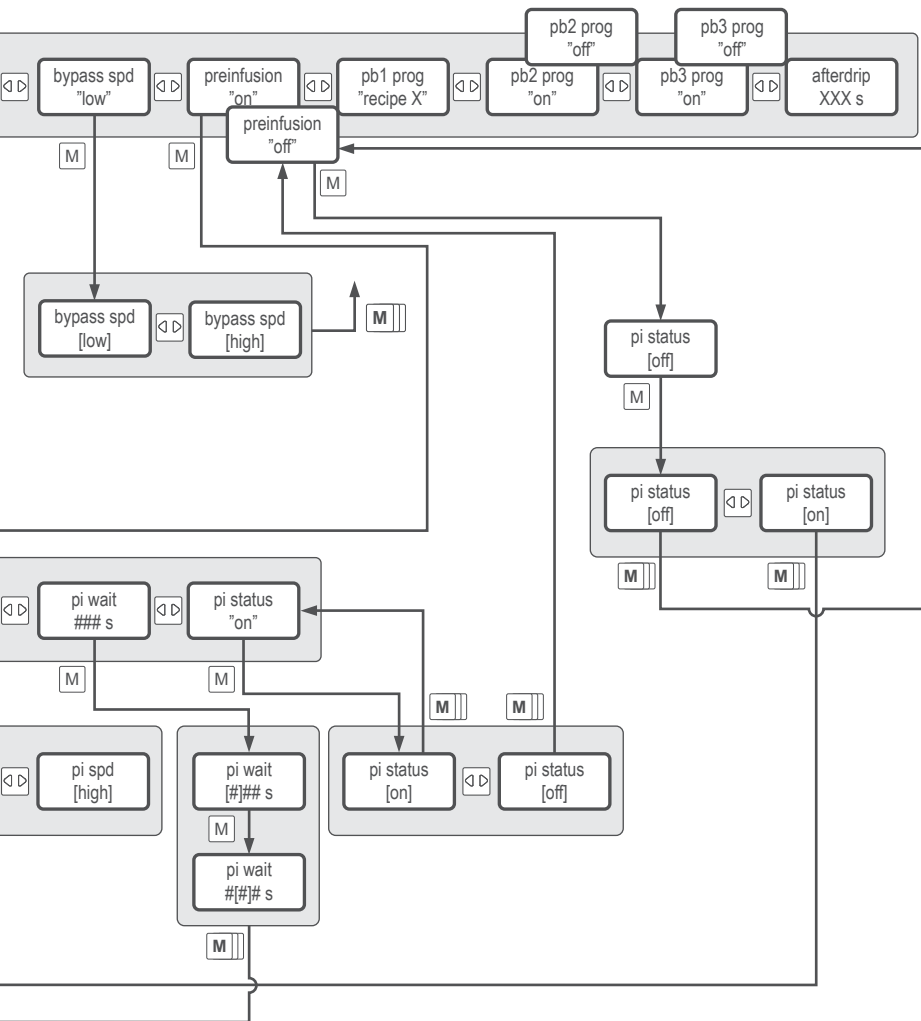 pb2 prog
"off"
pb3 prog
"off"
bypass spd
"low"
preinfusion
"on"
pb1 prog
"recipe X"
pb2 prog
"on"
pb3 prog
"on"
afterdrip
XXX s
preinfusion
"off"
M
M
M
bypass spd
[low]
bypass spd
[high]
M
pi status
[off]
M
pi status
[off]
pi status
[on]
M
M
pi wait
### s
pi status
"on"
M
M
M
M
pi spd
[high]
pi wait
[#]## s
pi status
[on]
pi status
[off]
M
pi wait
#[#]# s
M